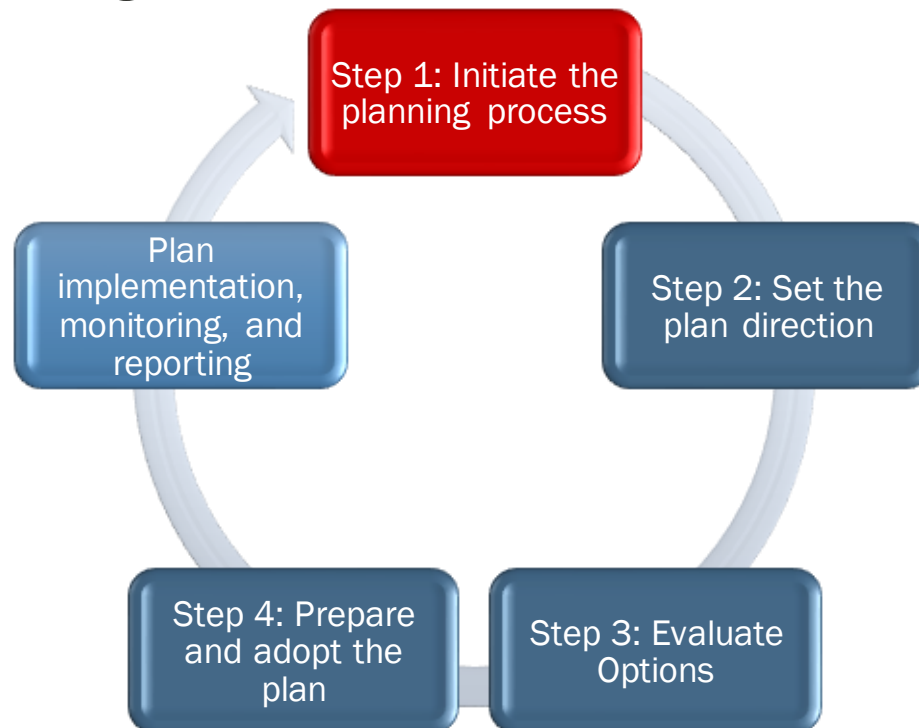 Step 1: Initiate the
planning process
Step 2: Set the
plan direction
Step 3: Evaluate
Options
Step 4: Prepare
and adopt the
plan
Plan
implementation,
monitoring, and
reporting